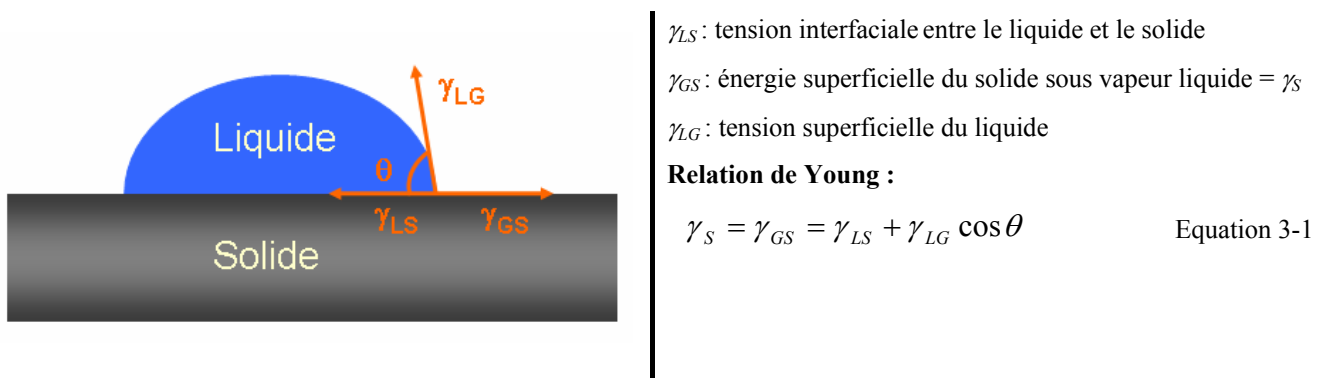 γLG
Liquide
θ
γLS γGS
Solide
γLS : tension interfaciale entre le liquide et le solide
γGS : énergie superficielle du solide sous vapeur liquide = γS
γLG : tension superficielle du liquide
Relation de Young :
γS = γGS = γLS + γLG cos θ Equation 3-1